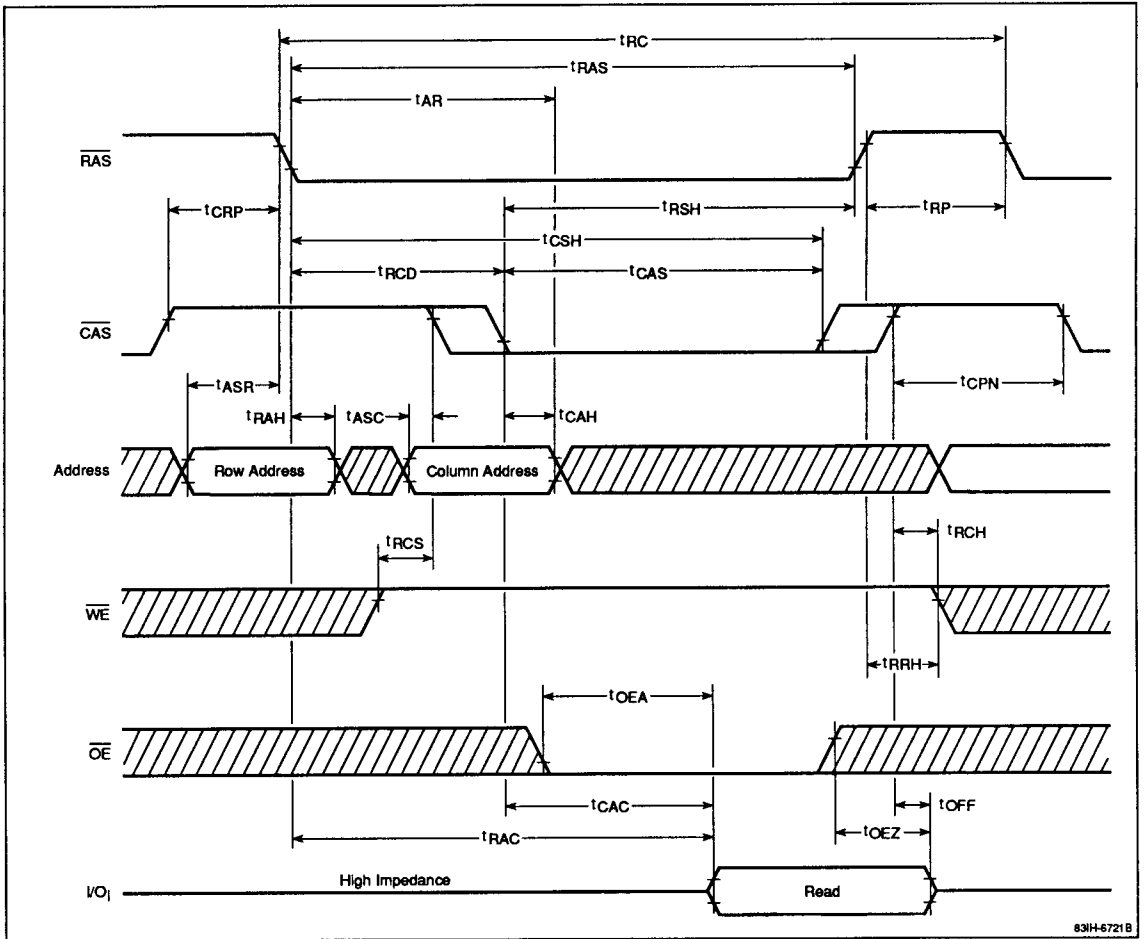 tRC
tRAS
tAR
RAS
tCRP
tRSH
tRP
tCSH
tRCD
tCAS
CAS
tASR
tCPN
tRAH
tASC
tCAH
Address
Row Address
Column Address
tRCS
tRCH
WE
tRRH
tOEA
OE
tCAC
tOFF
tRAC
tOEZ
High Impedance
I/Oi
Read
83IH-6721B